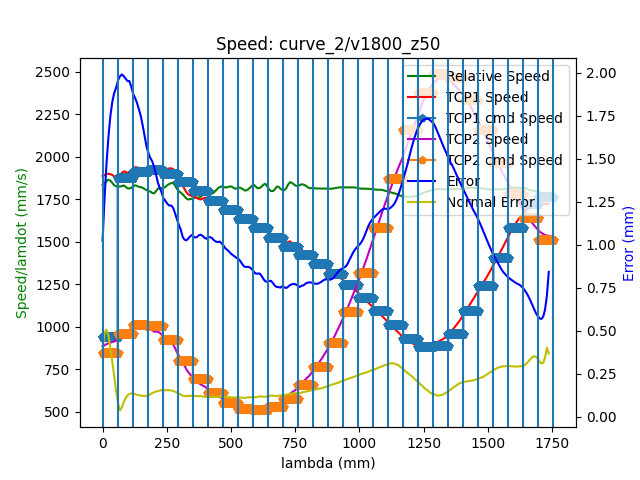 Speed: curve_2/v1800_z50
Speed/lamdot (mm/s)
2500
2250
2000
1750
1500
1250
1000
750
500
Relative Speed
TCP1 Speed
TCP1 cmd Speed
TCP2 Speed
TCP2 cmd Speed
Error
Normal Error
2.00
1.75
1.50
1.25
1.00
0.75
0.50
0.25
0.00
Error (mm)
0 250 500 750 1000 1250 1500 1750
lambda (mm)